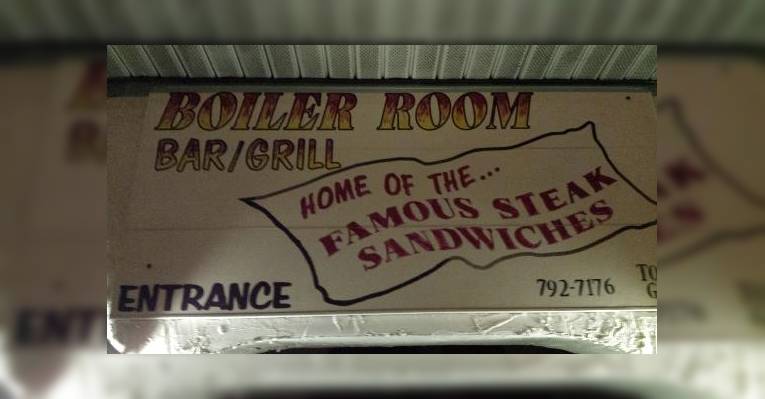 BOILER ROOM
BAR/GRILL
HOME OF THE...
FAMOUS STEAK
SANDWICHES
ENTRANCE
792-7176